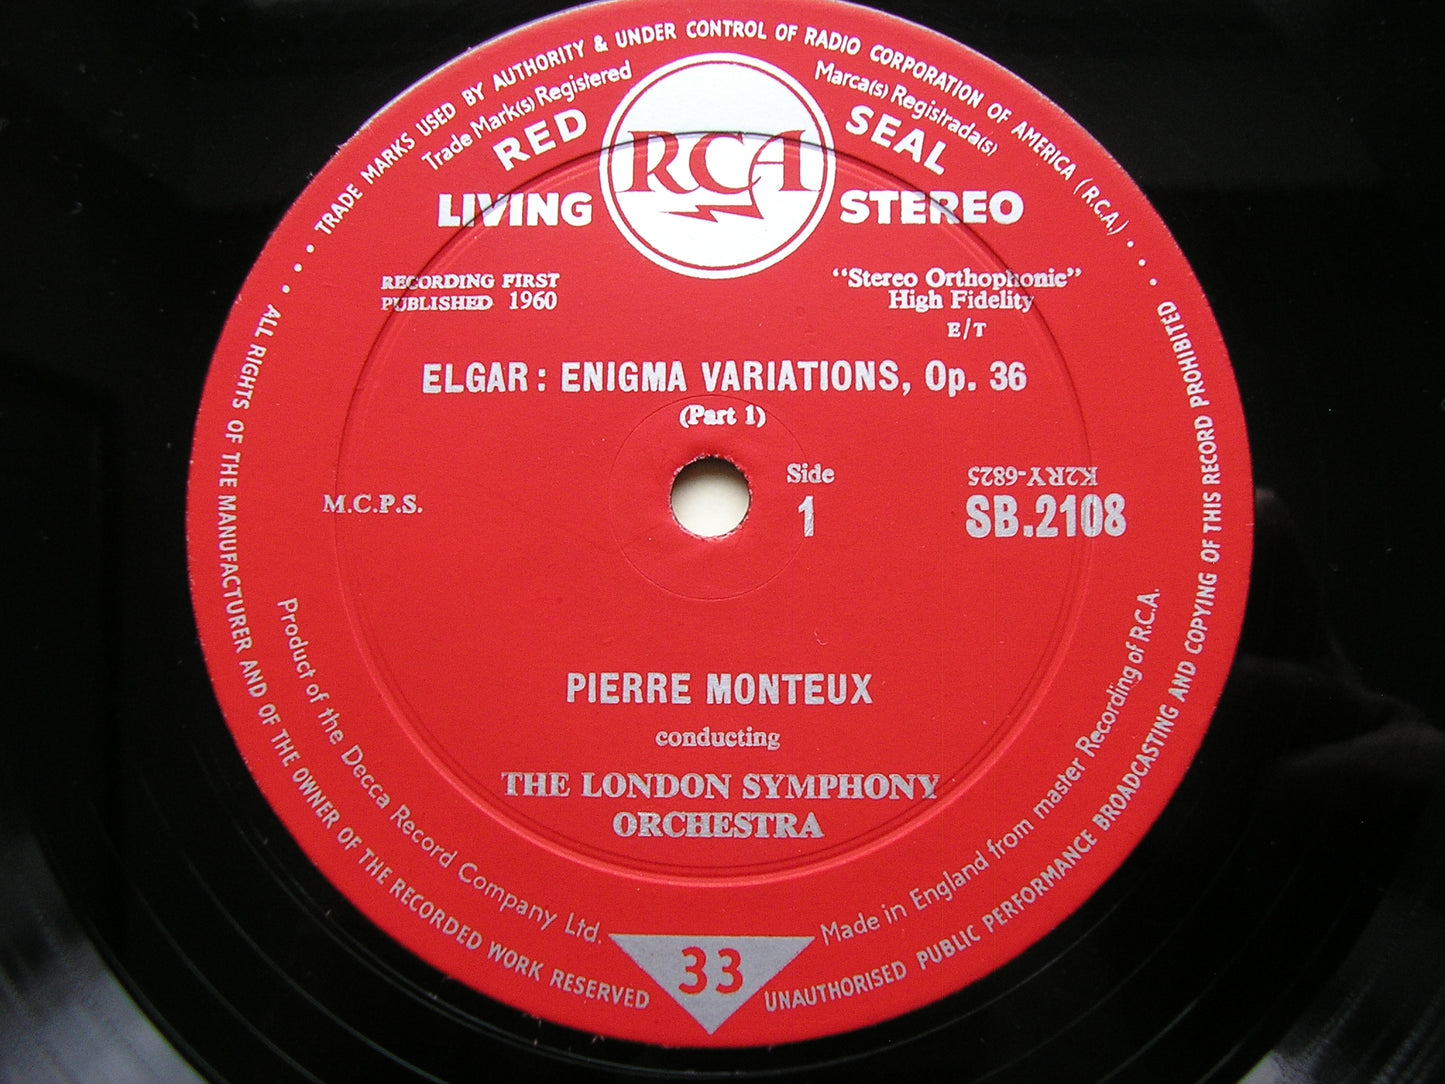 TRADE MARKS USED BY AUTHORITY & UNDER CONTROL OF RADIO CORPORATION OF AMERICA (R.C.A.)
Trade Mark(s) Registered
Marca(s) Registrada(s)
RED SEAL
RCA
LIVING STEREO
RECORDING FIRST
PUBLISHED 1960
"Stereo Orthophonic"
High Fidelity
E/T
ELGAR : ENIGMA VARIATIONS, Op. 36
(Part 1)
Side
1
K2RY-6825
SB.2108
M.C.P.S.
PIERRE MONTEUX
conducting
THE LONDON SYMPHONY
ORCHESTRA
Product of the Decca Record Company Ltd.
Made in England from master Recording of R.C.A.
33
ALL RIGHTS OF THE MANUFACTURER AND OF THE OWNER OF THE RECORDED WORK RESERVED
UNAUTHORISED PUBLIC PERFORMANCE BROADCASTING AND COPYING OF THIS RECORD PROHIBITED